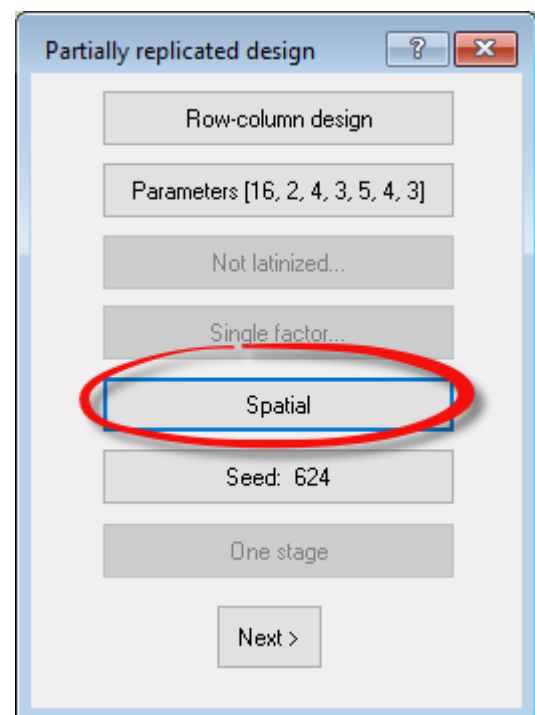 Partially replicated design
?
Row-column design
Parameters [16, 2, 4, 3, 5, 4, 3]
Not latinized...
Single factor...
Spatial
Seed: 624
One stage
Next >